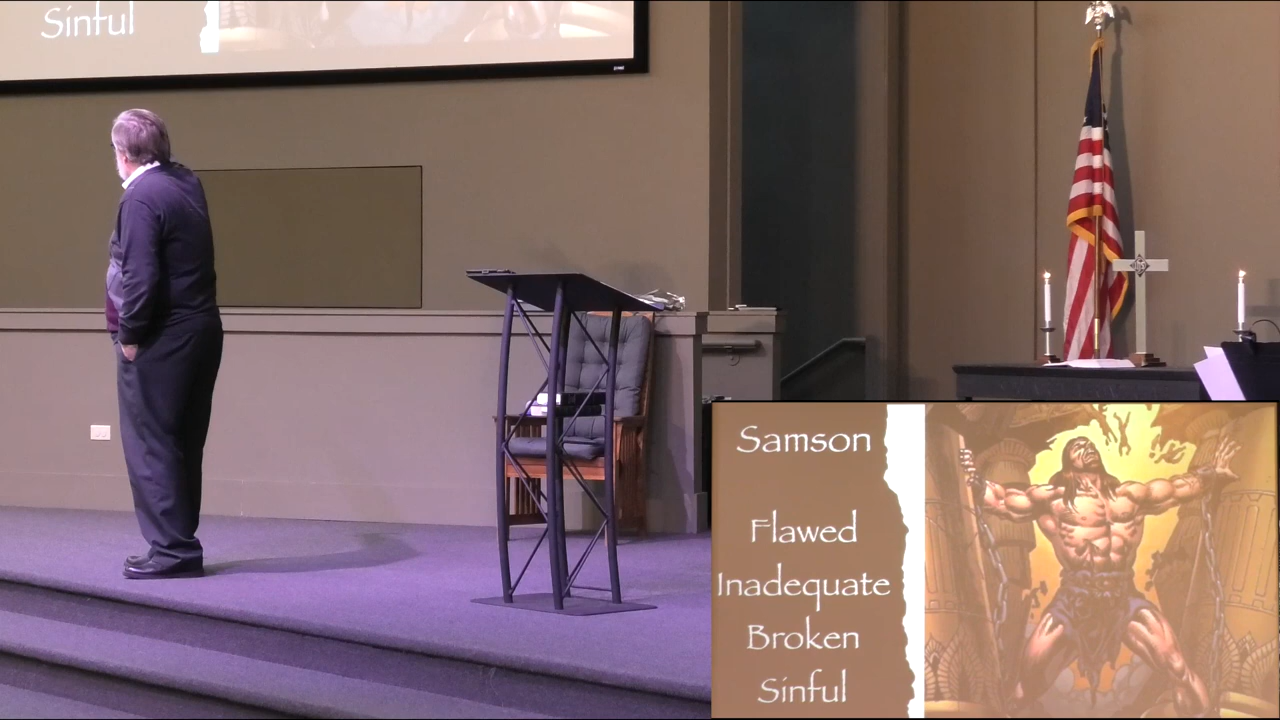 Sinful
Samson
Flawed
Inadequate
Broken
Sinful